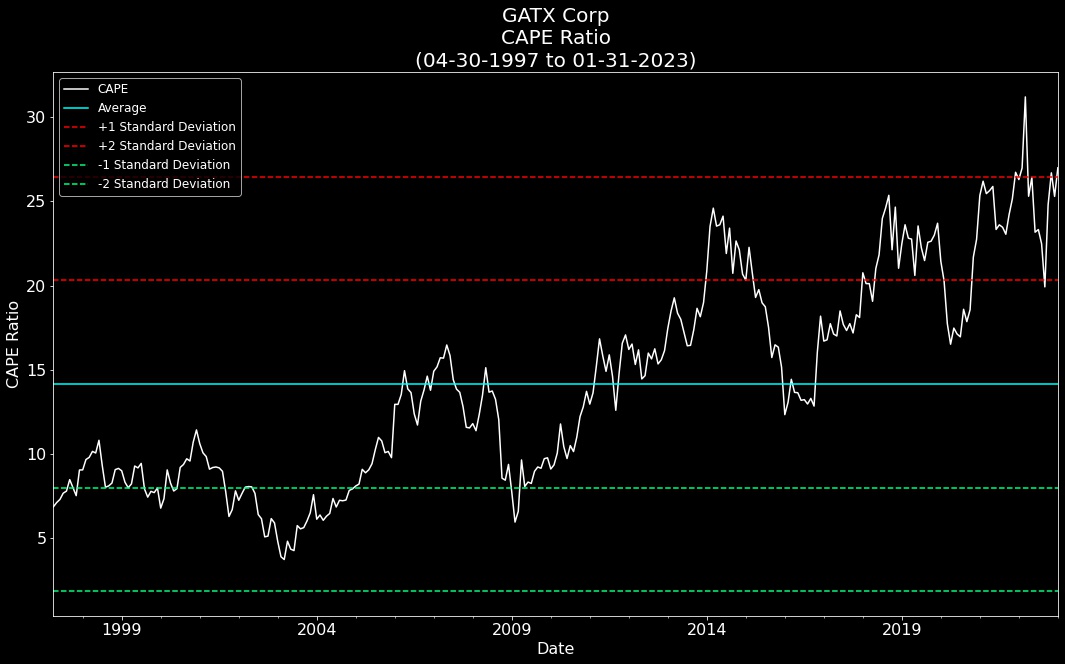 GATX Corp
CAPE Ratio
(04-30-1997 to 01-31-2023)
CAPE
Average
+1 Standard Deviation
+2 Standard Deviation
-1 Standard Deviation
-2 Standard Deviation
30
25
20
15
10
5
CAPE Ratio
1999 2004 2009 2014 2019
Date